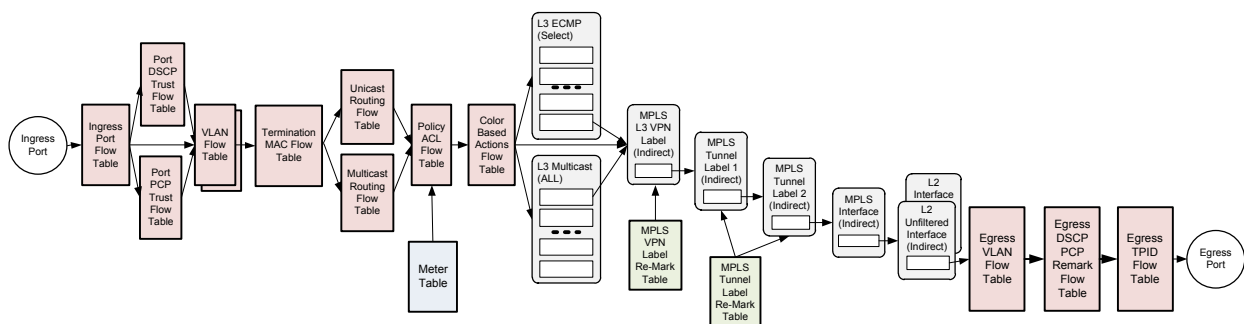 Ingress
Port
Ingress
Port
Flow
Table
Port
DSCP
Trust
Flow
Table
Port
PCP
Trust
Flow
Table
VLAN
Flow
Table
Termination
MAC Flow
Table
Unicast
Routing
Flow
Table
Multicast
Routing
Flow
Table
Policy
ACL
Flow
Table
Meter
Table
Color
Based
Actions
Flow
Table
L3 ECMP
(Select)
L3 Multicast
(ALL)
MPLS
L3 VPN
Label
(Indirect)
MPLS
VPN
Label
Re-Mark
Table
MPLS
Tunnel
Label 1
(Indirect)
MPLS
Tunnel
Label
Re-Mark
Table
MPLS
Tunnel
Label 2
(Indirect)
MPLS
Interface
(Indirect)
L2
Interface
L2
Unfiltered
Interface
(Indirect)
Egress
VLAN
Flow
Table
Egress
DSCP
PCP
Remark
Flow
Table
Egress
TPID
Flow
Table
Egress
Port